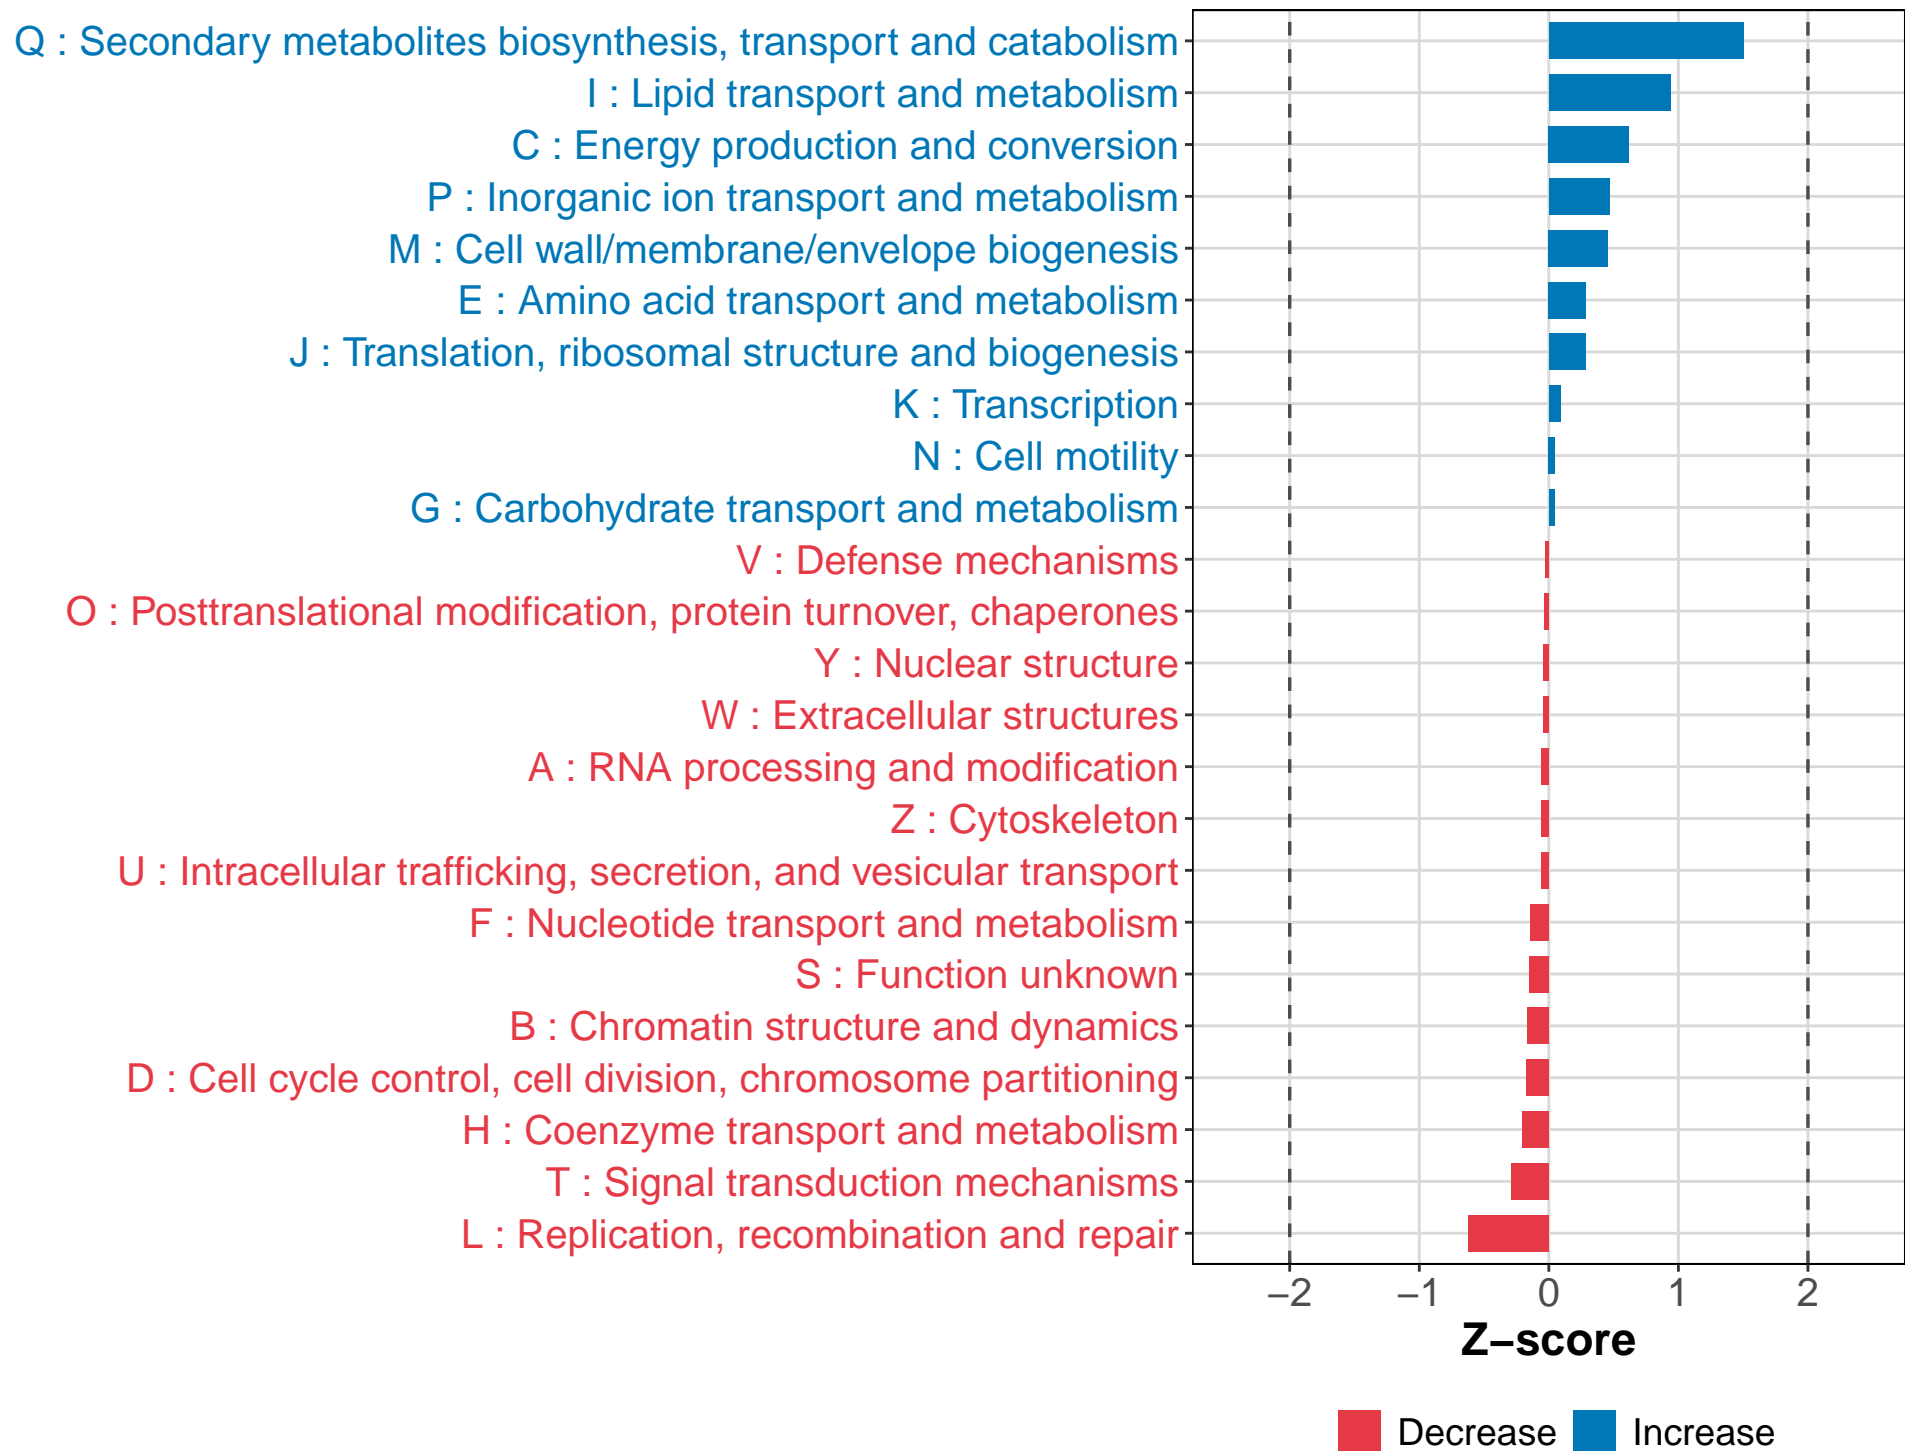 Q : Secondary metabolites biosynthesis, transport and catabolism
I : Lipid transport and metabolism
C : Energy production and conversion
P : Inorganic ion transport and metabolism
M : Cell wall/membrane/envelope biogenesis
E : Amino acid transport and metabolism
J : Translation, ribosomal structure and biogenesis
K : Transcription
N : Cell motility
G : Carbohydrate transport and metabolism
V : Defense mechanisms
O : Posttranslational modification, protein turnover, chaperones
Y : Nuclear structure
W : Extracellular structures
A : RNA processing and modification
Z : Cytoskeleton
U : Intracellular trafficking, secretion, and vesicular transport
F : Nucleotide transport and metabolism
S : Function unknown
B : Chromatin structure and dynamics
D : Cell cycle control, cell division, chromosome partitioning
H : Coenzyme transport and metabolism
T : Signal transduction mechanisms
L : Replication, recombination and repair
−2 −1 0 1 2
Z−score
Decrease Increase